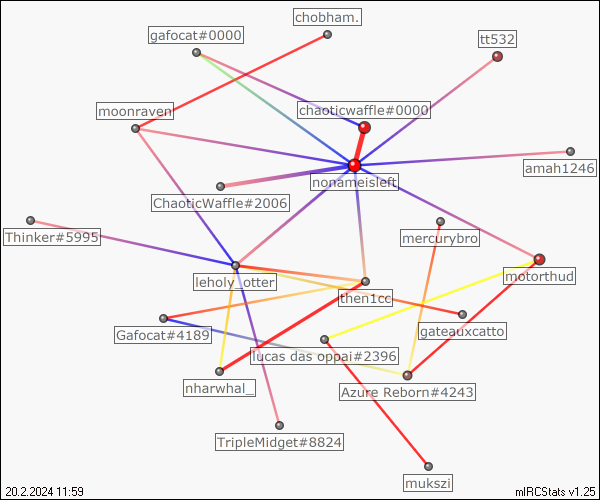 chobham.
gafocat#0000
tt532
chaoticwaffle#0000
moonraven
amah1246
nonameisleft
ChaoticWaffle#2006
Thinker#5995
mercurybro
motorthud
leholy_otter
then1cc
Gafocat#4189
gateauxcatto
lucas das oppai#2396
nharwhal_
Azure Reborn#4243
TripleMidget#8824
mukszi
20.2.2024 11:59
mIRCStats v1.25